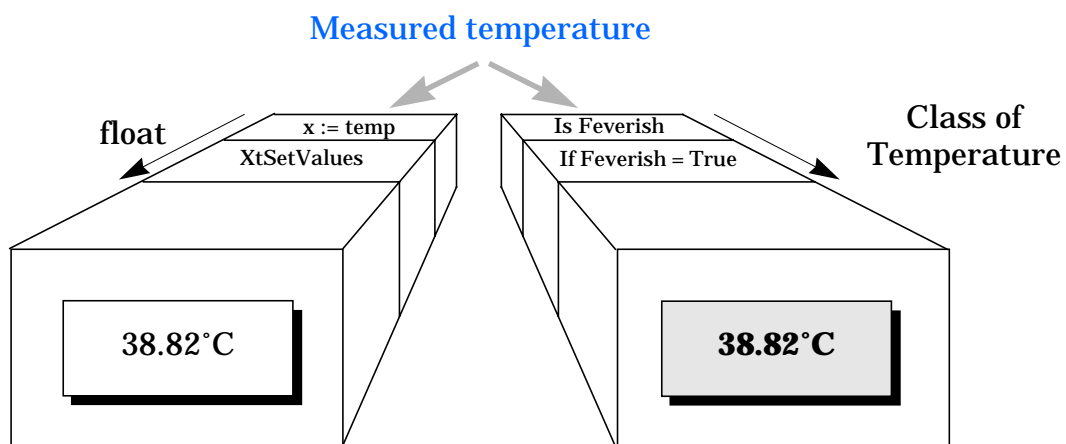 Measured temperature
float
x := temp
XtSetValues
38.82°C
Is Feverish
If Feverish = True
Class of
Temperature
38.82°C